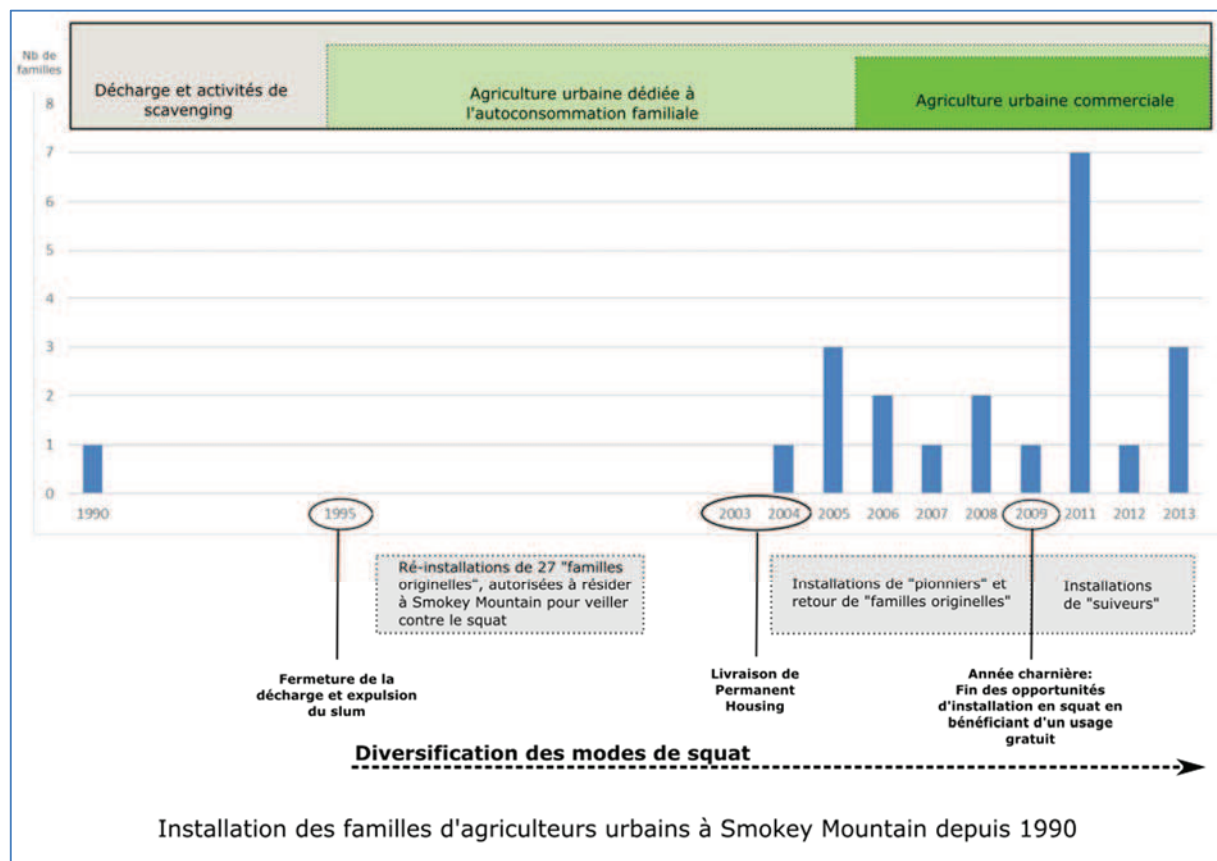 Nb de
familles
Décharge et activités de
scavenging
Agriculture urbaine dédiée à
l'autoconsommation familiale
Agriculture urbaine commerciale
8
7
6
5
4
3
2
1
0
1990 1995 2003 2004 2005 2006 2007 2008 2009 2011 2012 2013
Ré-installations de 27 "familles
originelles", autorisées à résider
à Smokey Mountain pour veiller
contre le squat
Installations de "pionniers" et
retour de "familles originelles"
Installations
de "suiveurs"
Fermeture de la
décharge et expulsion
du slum
Livraison de
Permanent
Housing
Année charnière:
Fin des opportunités
d'installation en squat en
bénéficiant d'un usage
gratuit
Diversification des modes de squat
Installation des familles d'agriculteurs urbains à Smokey Mountain depuis 1990